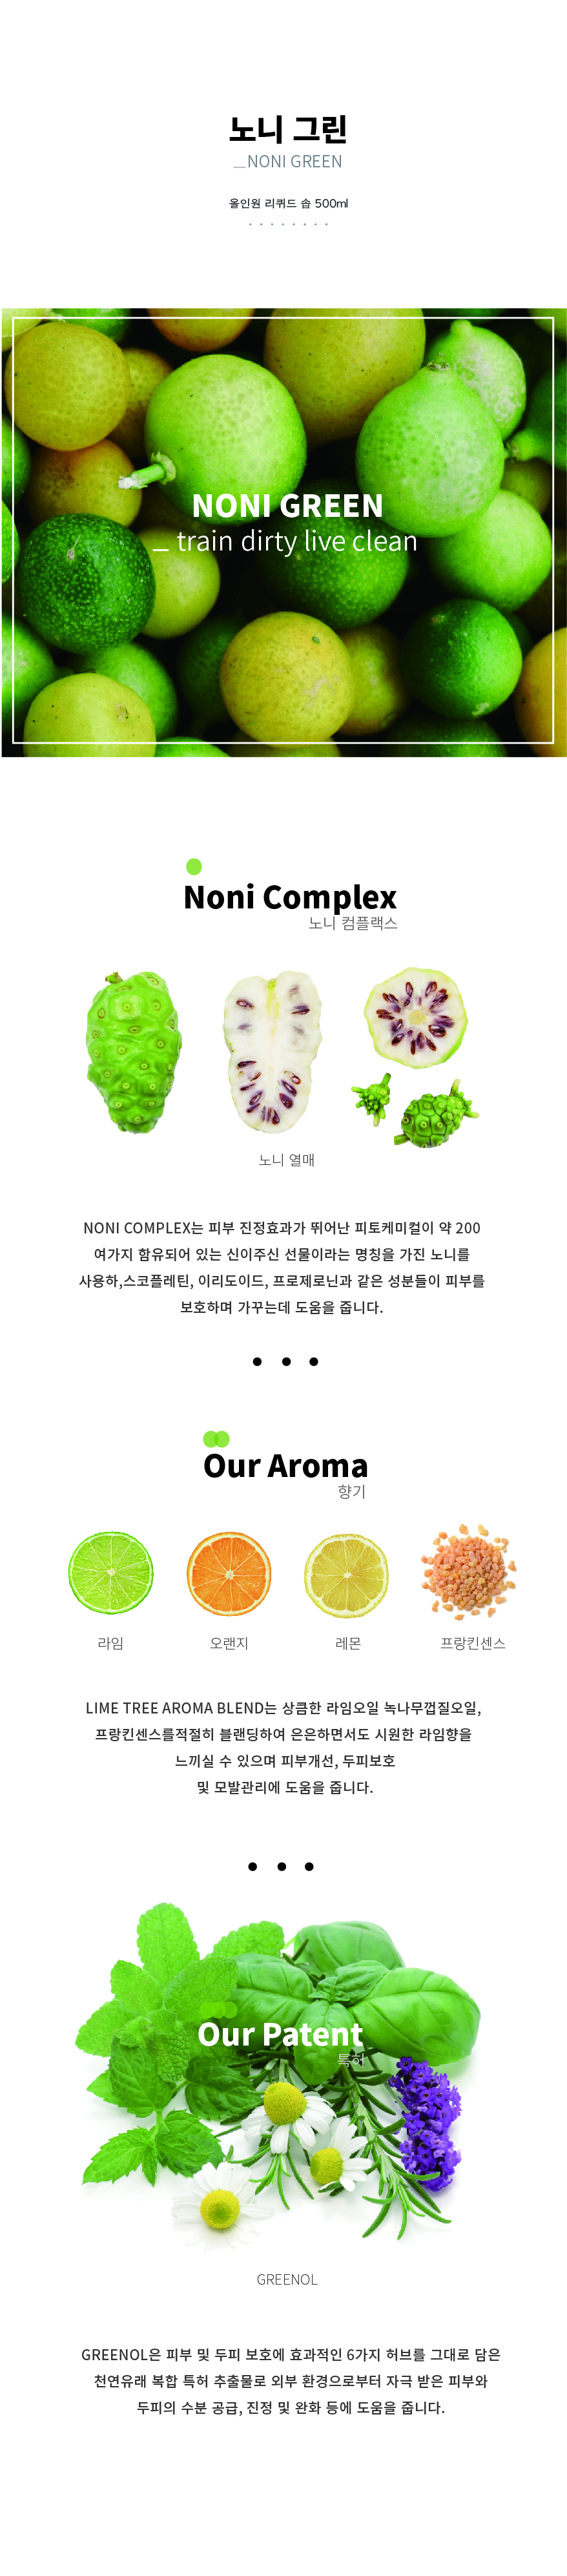 노니 그린
_NONI GREEN
올인원 리퀴드 솝 500ml
NONI GREEN
_ train dirty live clean
Noni Complex
노니 컴플랙스
노니 열매
NONI COMPLEX는 피부 진정효과가 뛰어난 피토케미컬이 약 200
여가지 함유되어 있는 신이주신 선물이라는 명칭을 가진 노니를
사용하,스코플레틴, 이리도이드, 프로제로닌과 같은 성분들이 피부를
보호하며 가꾸는데 도움을 줍니다.
Our Aroma
향기
라임 오랜지 레몬 프랑킨센스
LIME TREE AROMA BLEND는 상큼한 라임오일 녹나무껍질오일,
프랑킨센스를적절히 블랜딩하여 은은하면서도 시원한 라임향을
느끼실 수 있으며 피부개선, 두피보호
및 모발관리에 도움을 줍니다.
Our Patent
특허
GREENOL
GREENOL은 피부 및 두피 보호에 효과적인 6가지 허브를 그대로 담은
천연유래 복합 특허 추출물로 외부 환경으로부터 자극 받은 피부와
두피의 수분 공급, 진정 및 완화 등에 도움을 줍니다.